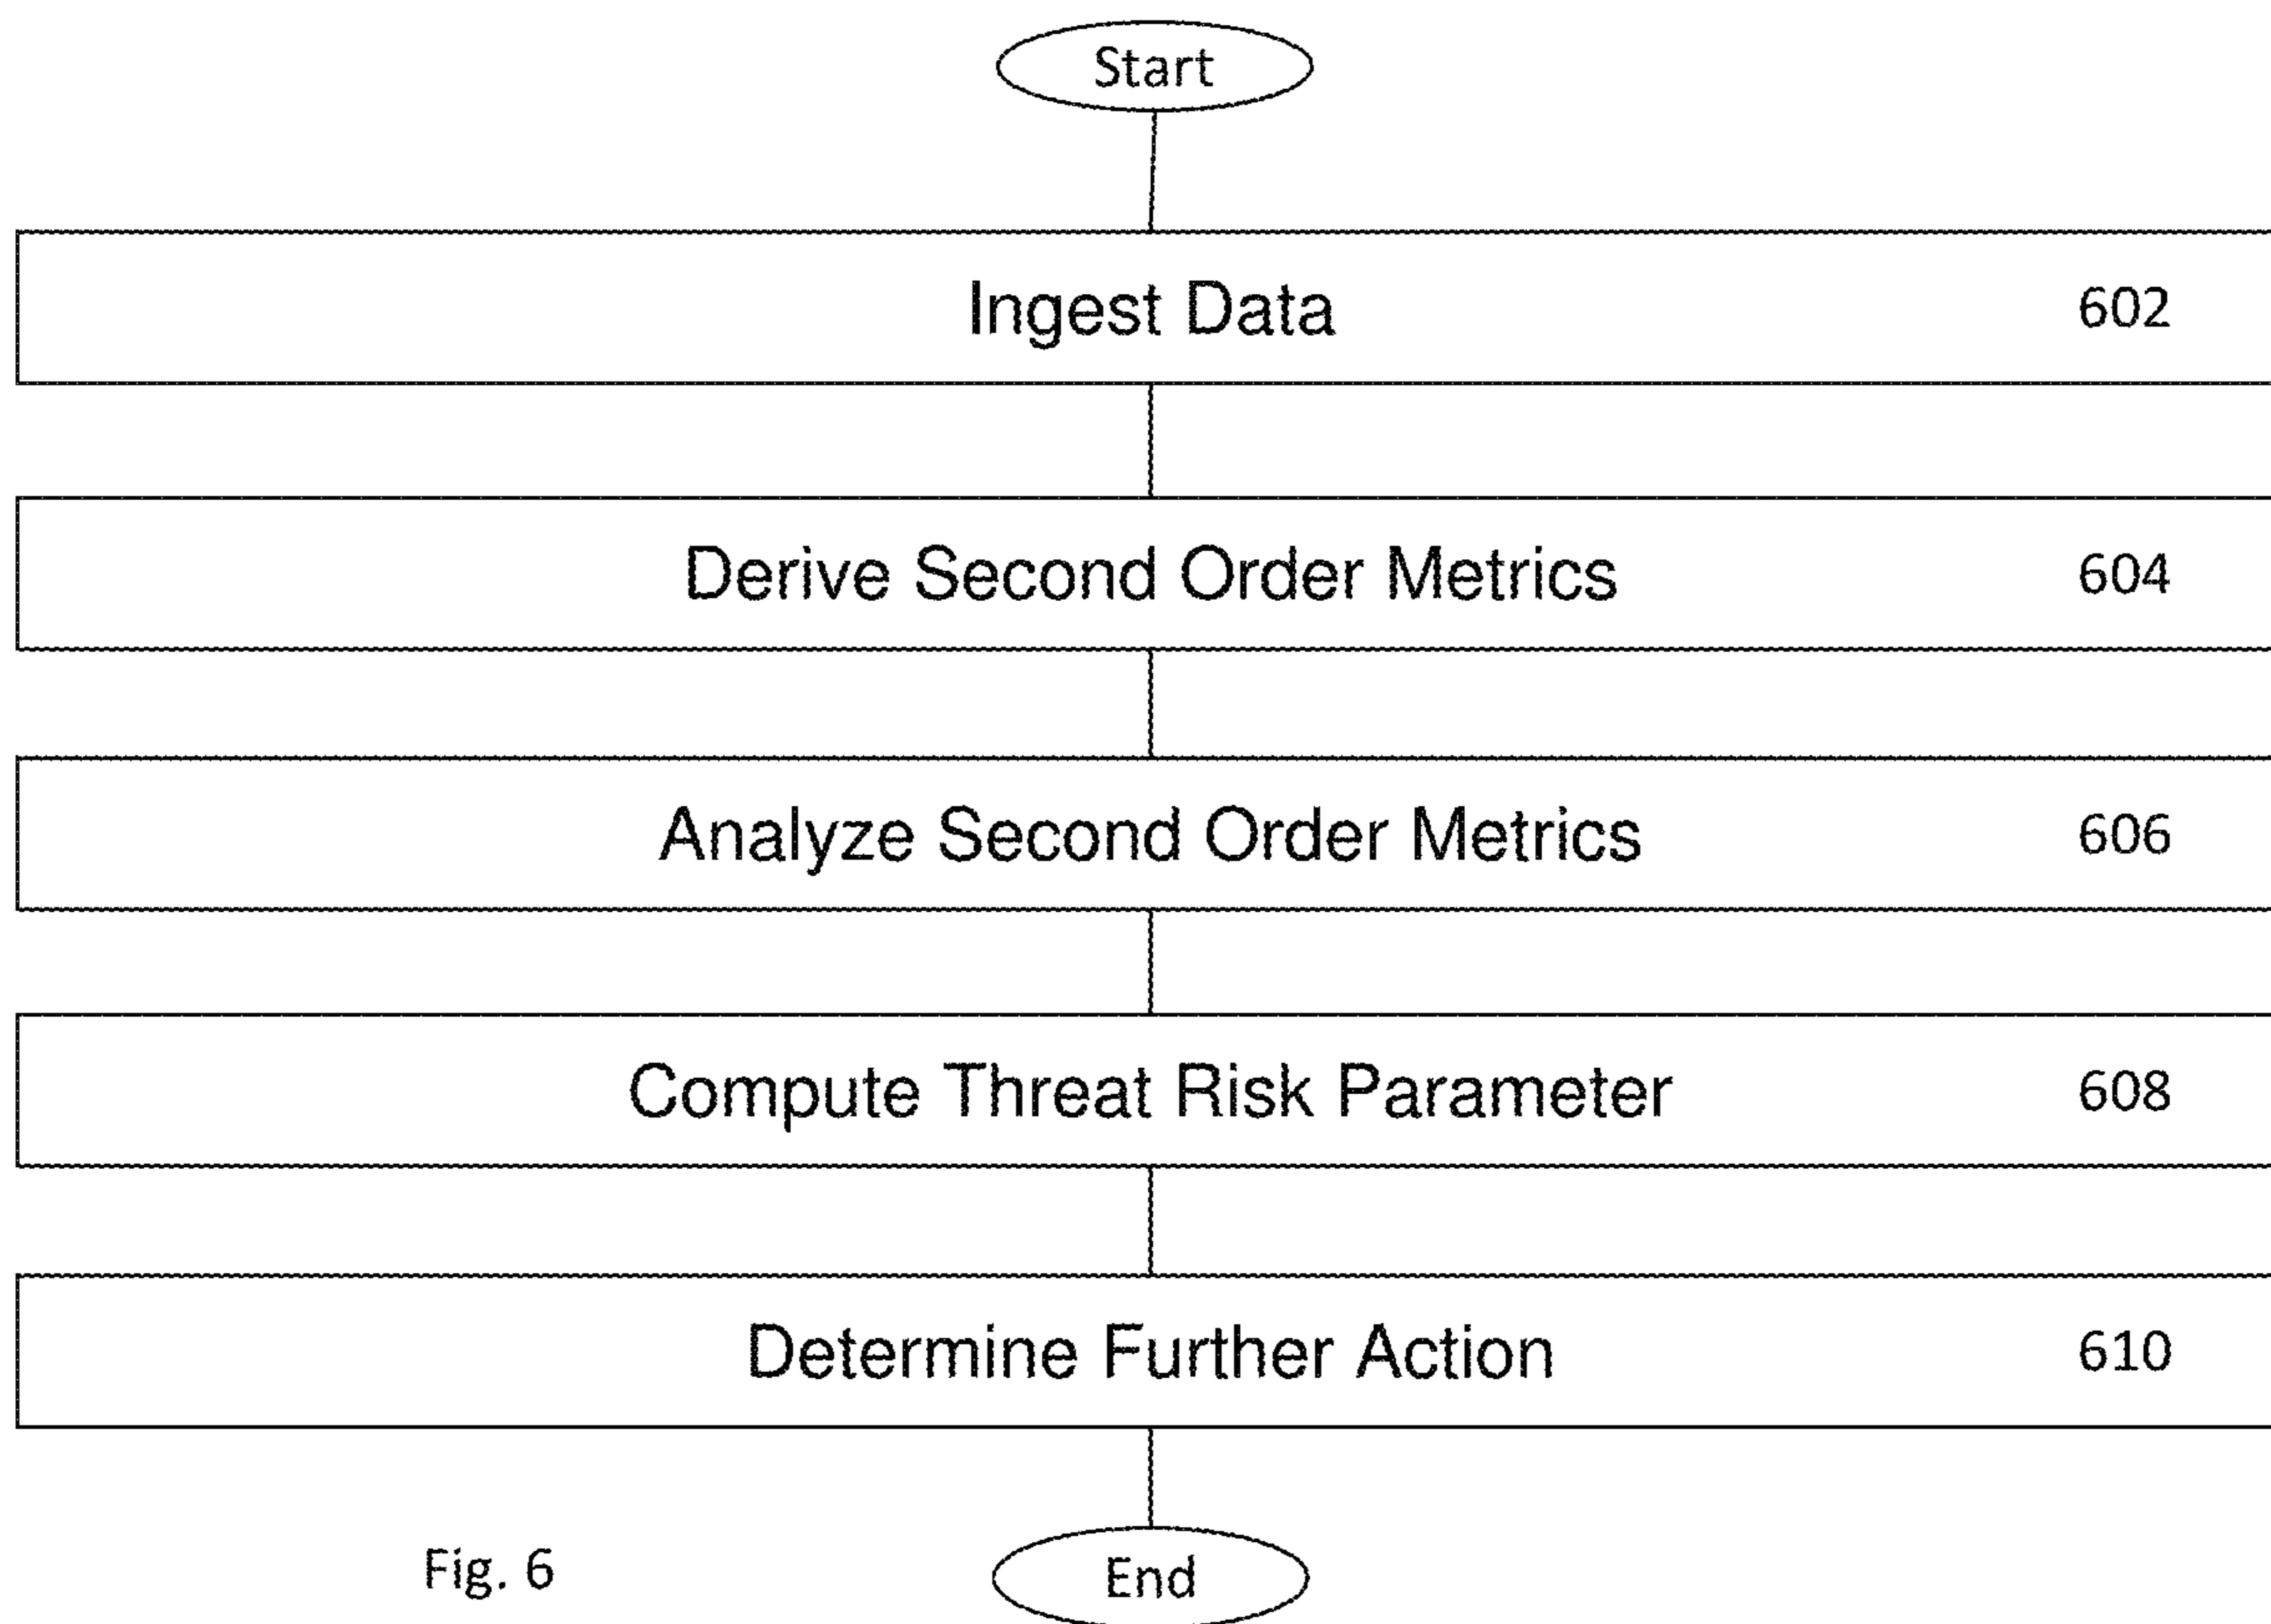 Start
Ingest Data 602
Derive Second Order Metrics 604
Analyze Second Order Metrics 606
Compute Threat Risk Parameter 608
Determine Further Action 610
Fig. 6
End